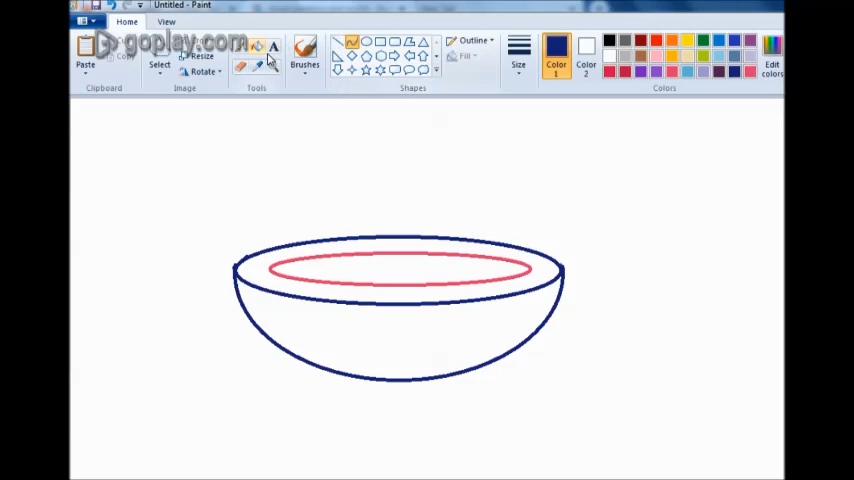 Untitled - Paint
Home View
goplay.com
Paste
Select
Resize
Rotate
Brushes
Outline
Fill
Size
Color 1
Color 2
Edit colors
Clipboard
Image
Tools
Shapes
Colors